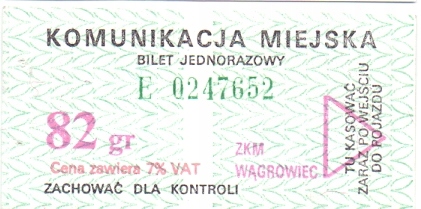 KOMUNIKACJA MIEJSKA
BILET JEDNORAZOWY
E 0247652
82 gr
Cena zawiera 7% VAT
ZKM
WĄGROWIEC
ZACHOWAĆ DLA KONTROLI
TU KASOWAĆ
ZARAZ PO WEJŚCIU
DO POJAZDU